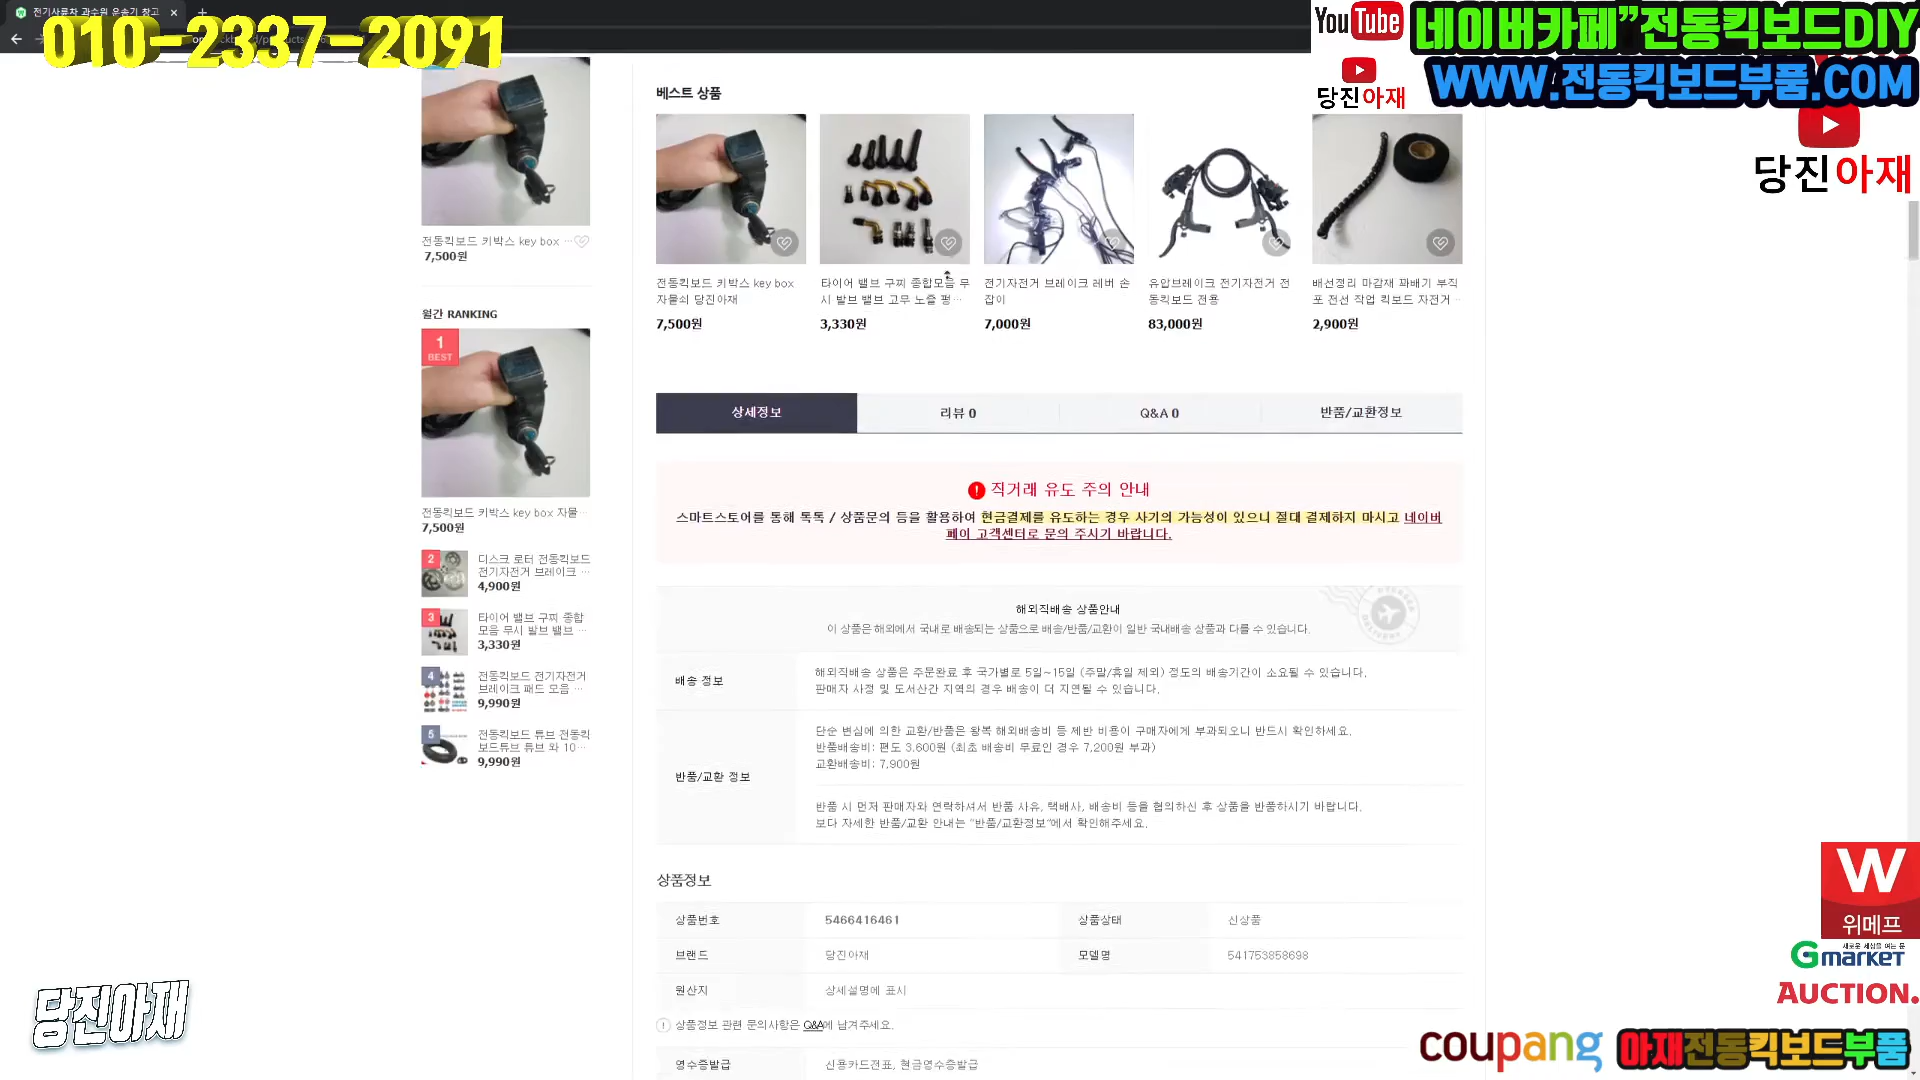 전기사륜차 과수원 운송기 창고
010-2337-2091
YouTube
네이버카페"전동킥보드DIY
당진아재
WWW.전동킥보드부품.COM
당진아재
전동킥보드 키박스 key box ···
7,500원
월간 RANKING
1
BEST
전동킥보드 키박스 key box 자물···
7,500원
2
디스크 로터 전동킥보드
전기자전거 브레이크 ···
4,900원
3
타이어 밸브 구찌 종합
모음 무시 발브 밸브 ···
3,330원
4
전동킥보드 전기자전거
브레이크 패드 모음 ···
9,990원
5
전동킥보드 튜브 전동킥
보드튜브 튜브 와 10···
9,990원
베스트 상품
전동킥보드 키박스 key box
자물쇠 당진아재
7,500원
타이어 밸브 구찌 종합모음 무
시 발브 밸브 고무 노즐 펑···
3,330원
전기자전거 브레이크 레버 손
잡이
7,000원
유압브레이크 전기자전거 전
동킥보드 전용
83,000원
배선정리 마감재 꽈배기 부직
포 전선 작업 킥보드 자전거 ··
2,900원
상세정보
리뷰 0
Q&A 0
반품/교환정보
직거래 유도 주의 안내
스마트스토어를 통해 톡톡 / 상품문의 등을 활용하여 현금결제를 유도하는 경우 사기의 가능성이 있으니 절대 결제하지 마시고 네이버
페이 고객센터로 문의 주시기 바랍니다.
해외직배송 상품안내
이 상품은 해외에서 국내로 배송되는 상품으로 배송/반품/교환이 일반 국내배송 상품과 다를 수 있습니다.
배송 정보
해외직배송 상품은 주문완료 후 국가별로 5일~15일 (주말/휴일 제외) 정도의 배송기간이 소요될 수 있습니다.
판매자 사정 및 도서산간 지역의 경우 배송이 더 지연될 수 있습니다.
반품/교환 정보
단순 변심에 의한 교환/반품은 왕복 해외배송비 등 제반 비용이 구매자에게 부과되오니 반드시 확인하세요.
반품배송비: 편도 3,600원 (최초 배송비 무료인 경우 7,200원 부과)
교환배송비: 7,900원
반품 시 먼저 판매자와 연락하셔서 반품 사유, 택배사, 배송비 등을 협의하신 후 상품을 반품하시기 바랍니다.
보다 자세한 반품/교환 안내는 "반품/교환정보"에서 확인해주세요.
상품정보
상품번호
5466416461
상품상태
신상품
브랜드
당진아재
모델명
541753858698
원산지
상세설명에 표시
상품정보 관련 문의사항은 Q&A에 남겨주세요.
영수증발급
신용카드전표, 현금영수증발급
당진아재
W
위메프
새로운 세상을 여는 문
Gmarket
AUCTION.
coupang
아재전동킥보드부품